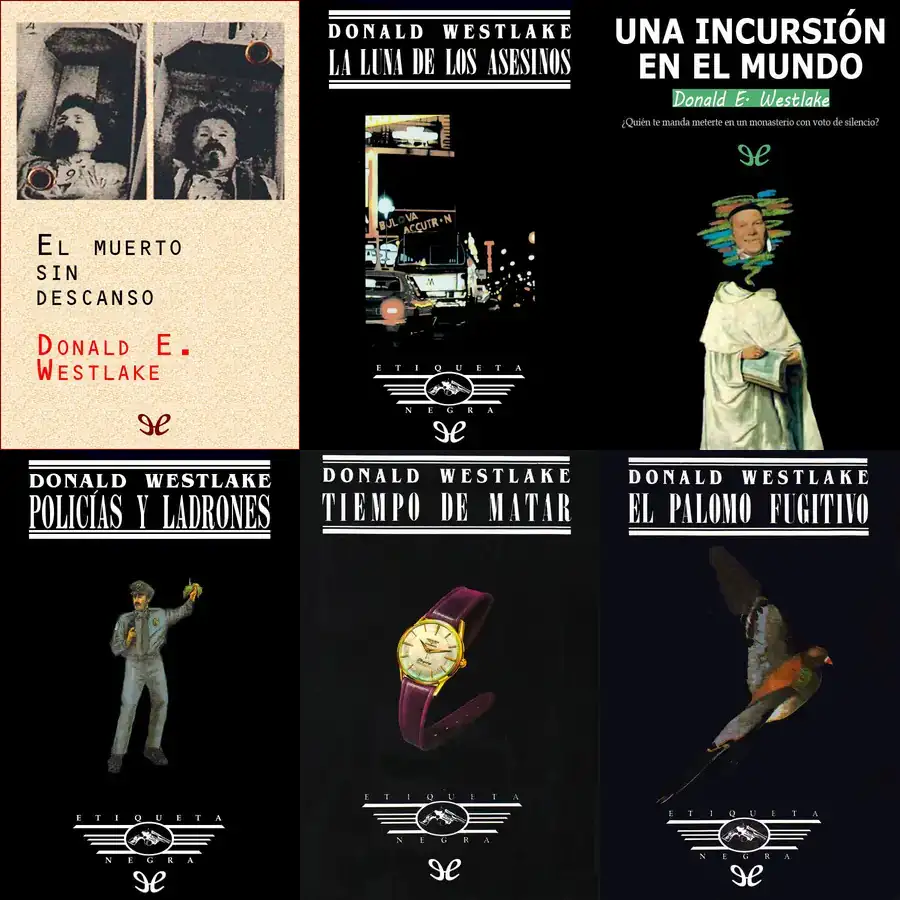 El muerto
sin
descanso
Donald E.
Westlake
DONALD WESTLAKE
LA LUNA DE LOS ASESINOS
BULOVA
ACCUTRON
ETIQUETA
NEGRA
UNA INCURSIÓN
EN EL MUNDO
Donald E. Westlake
¿Quién te manda meterte en un monasterio con voto de silencio?
DONALD WESTLAKE
POLICÍAS Y LADRONES
ETIQUETA
NEGRA
DONALD WESTLAKE
TIEMPO DE MATAR
ETIQUETA
NEGRA
DONALD WESTLAKE
EL PALOMO FUGITIVO
ETIQUETA
NEGRA